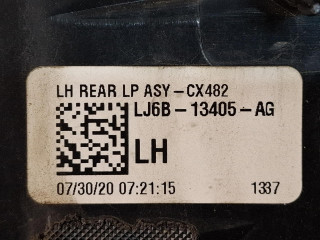 LH REAR LP ASY-CX482
LJ6B-13405-AG
LH
07/30/20 07:21:15 1337